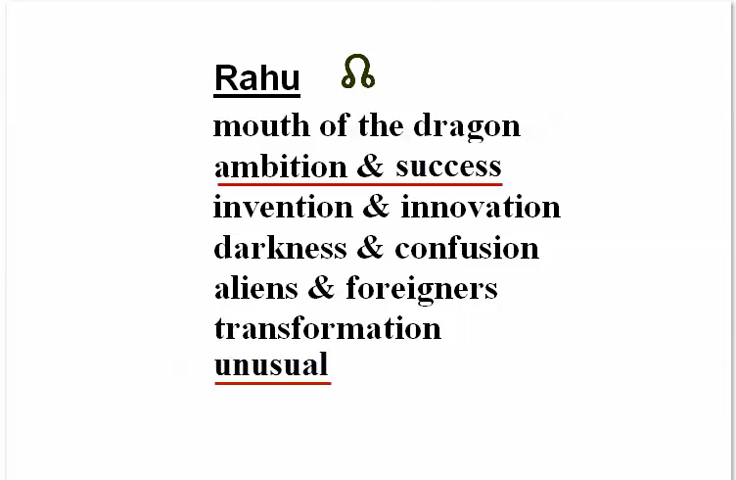 Rahu ☊
mouth of the dragon
ambition & success
invention & innovation
darkness & confusion
aliens & foreigners
transformation
unusual